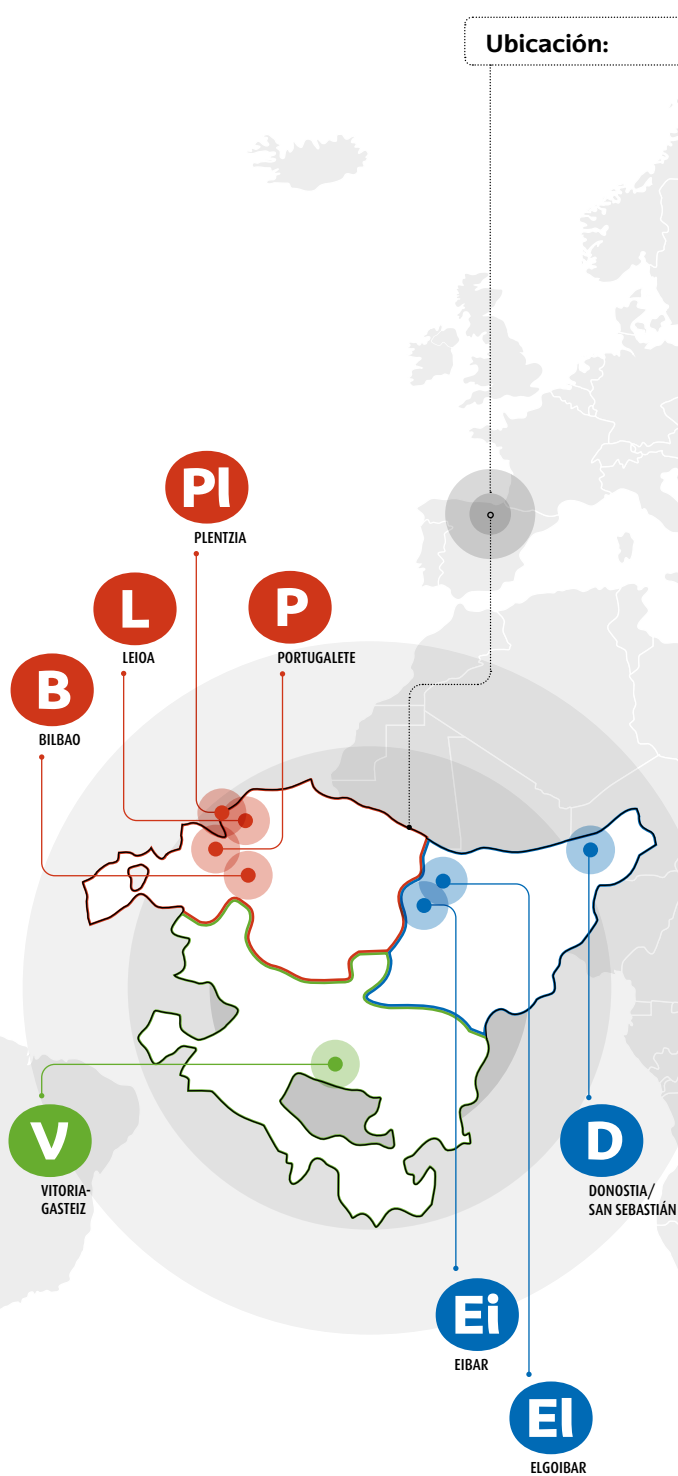 Ubicación:
Pl
PLENTZIA
L
LEIOA
P
PORTUGALETE
B
BILBAO
V
VITORIA-
GASTEIZ
D
DONOSTIA/
SAN SEBASTIÁN
Ei
EIBAR
El
ELGOIBAR